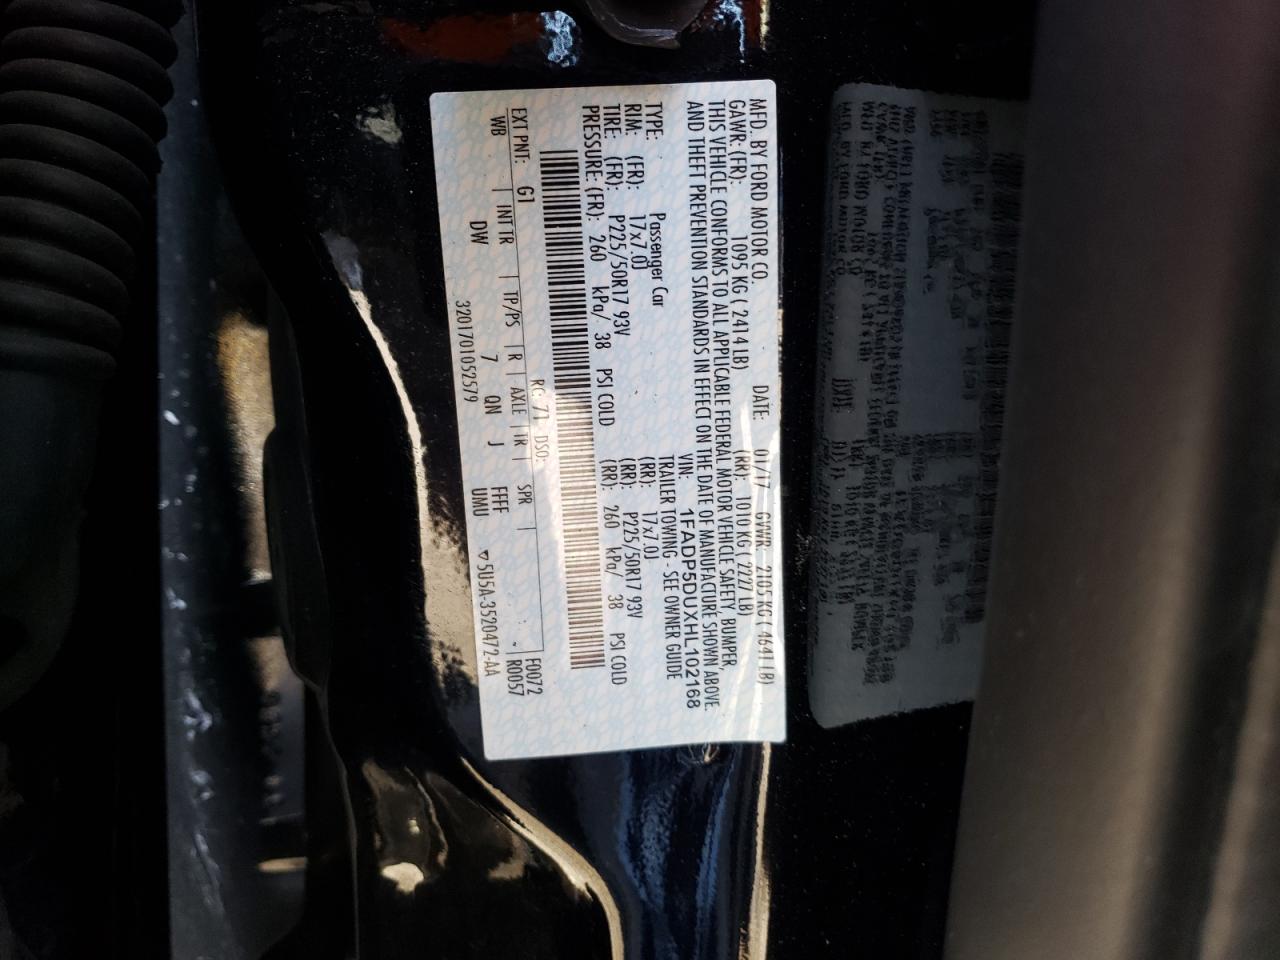 MFD. BY FORD MOTOR CO. DATE: 01/17 GVWR: 2105 KG ( 4641 LB)
GAWR: (FR): 1095 KG ( 2414 LB) (RR): 1010 KG ( 2227 LB)
THIS VEHICLE CONFORMS TO ALL APPLICABLE FEDERAL MOTOR VEHICLE SAFETY, BUMPER,
AND THEFT PREVENTION STANDARDS IN EFFECT ON THE DATE OF MANUFACTURE SHOWN ABOVE.
VIN: 1FADP5DUXHL102168
TYPE: Passenger Car TRAILER TOWING - SEE OWNER GUIDE
RIM: (FR): 17x7.0J (RR): 17x7.0J
TIRE: (FR): P225/50R17 93V (RR): P225/50R17 93V
PRESSURE: (FR): 260 kPa/ 38 PSI COLD (RR): 260 kPa/ 38 PSI COLD
RC: 71 DSO: F0072
EXT PNT: G1 | INT TR | TP/PS | R | AXLE | TR | SPR | R0057
WB DW 7 QN J FFF
3201701052579 UMU ▽5U5A-3520472-AA